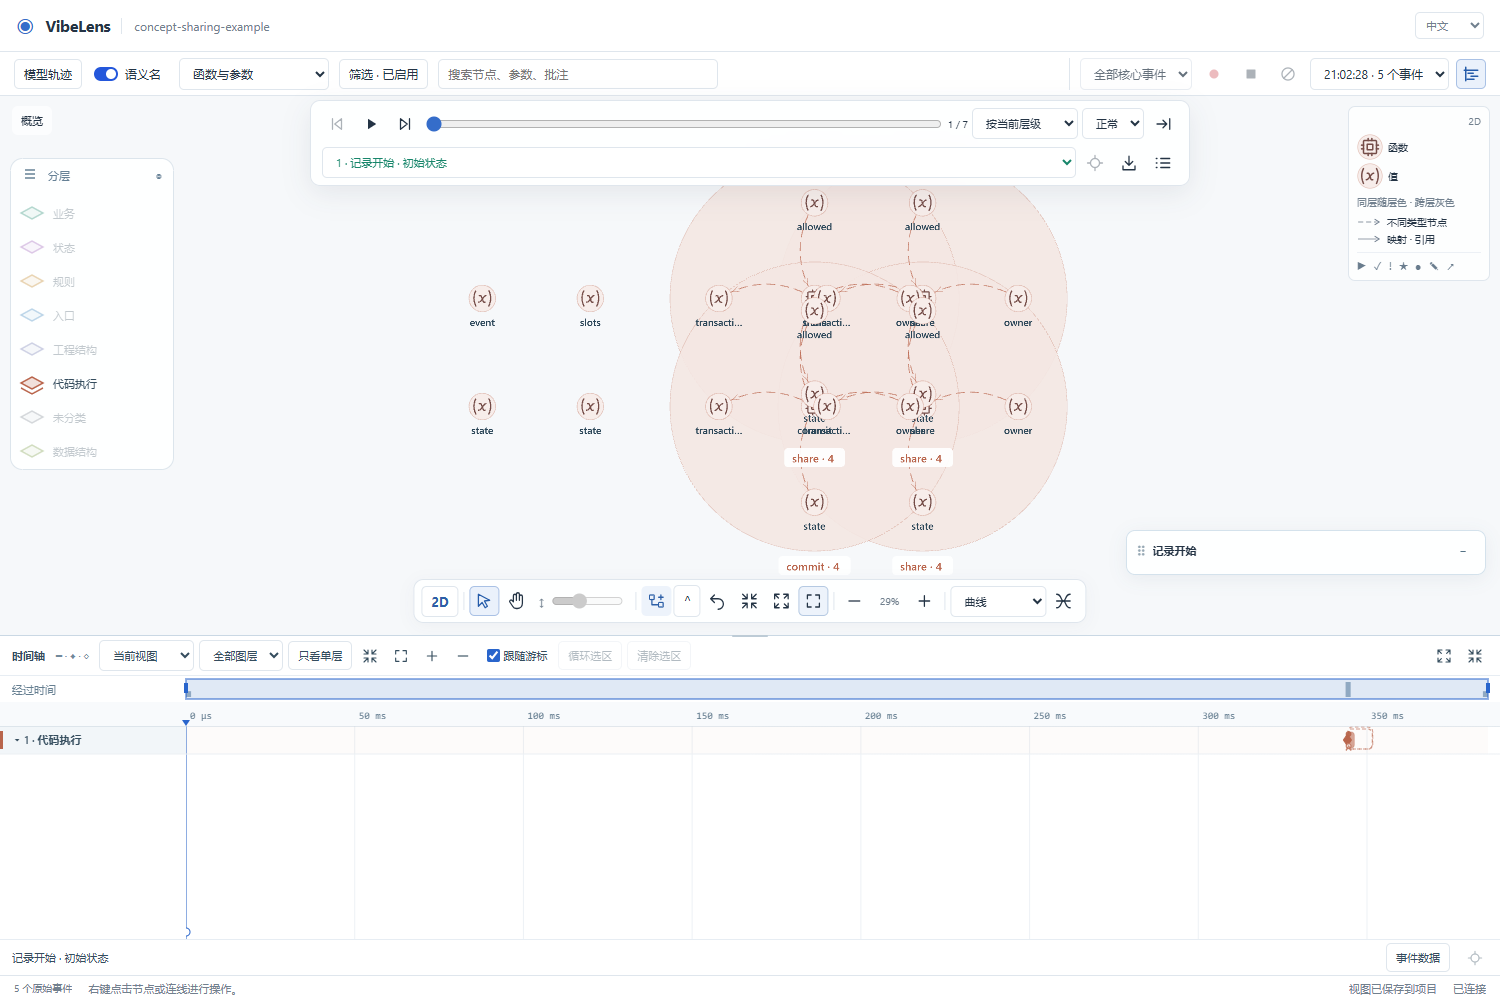 VibeLens concept-sharing-example 中文
模型轨迹 语义名 函数与参数 筛选 · 已启用 搜索节点、参数、批注 全部核心事件 21:02:28 · 5 个事件
概览
1 / 7 按当前层级 正常
1 · 记录开始 · 初始状态
2D
函数
值
同层随层色 · 跨层灰色
不同类型节点
映射 · 引用
分层
业务
状态
规则
入口
工程结构
代码执行
未分类
数据结构
allowed allowed
event slots transacti... owner
allowed allowed
state state transacti... owner
share · 4 share · 4
state state
commit · 4 share · 4
记录开始
2D 29% 曲线
时间轴 当前视图 全部图层 只看单层 跟随游标 循环选区 清除选区
经过时间
0 μs 50 ms 100 ms 150 ms 200 ms 250 ms 300 ms 350 ms
1 · 代码执行
记录开始 · 初始状态 事件数据
5 个原始事件 右键点击节点或连线进行操作。 视图已保存到项目 已连接